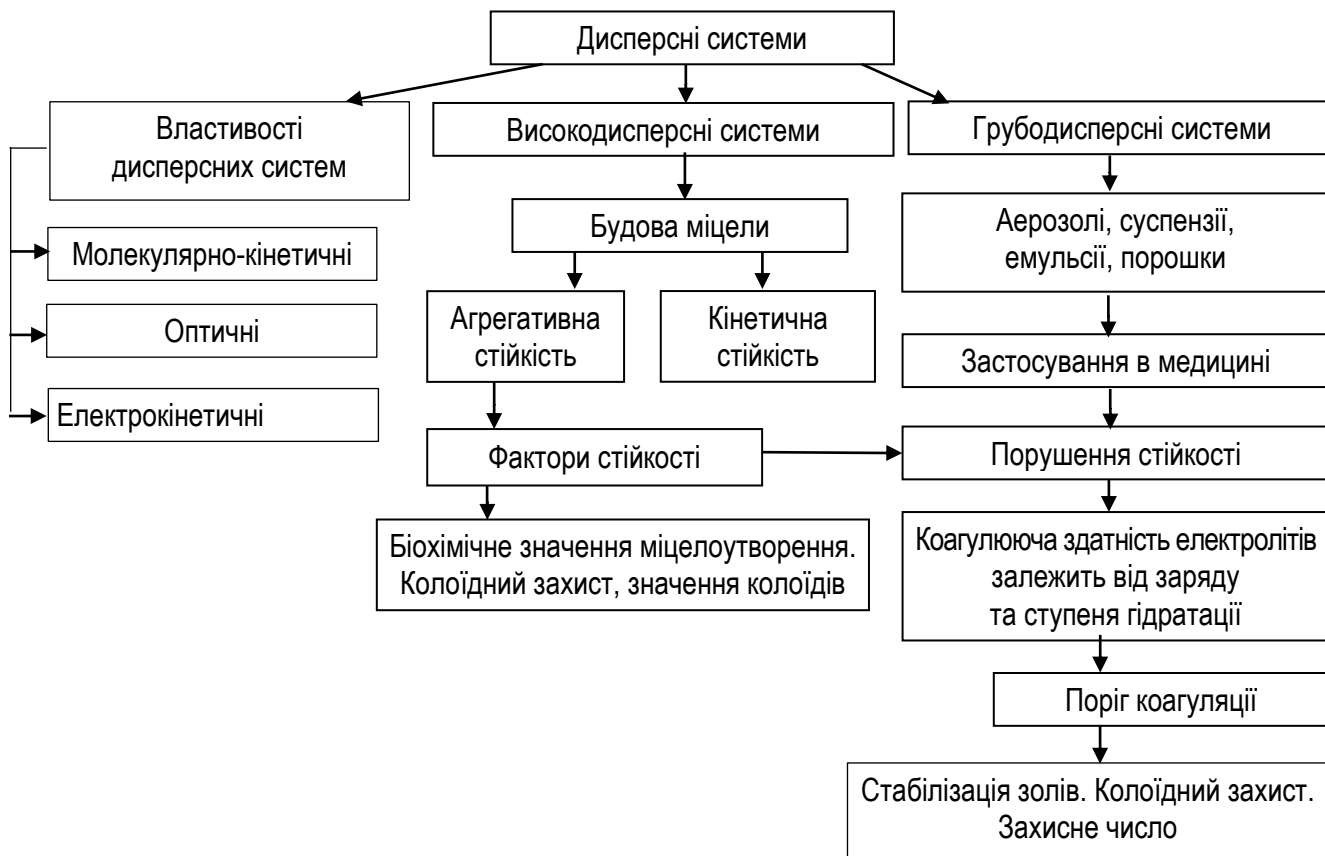 Дисперсні системи
Властивості
дисперсних систем
Високодисперсні системи
Грубодисперсні системи
Молекулярно-кінетичні
Оптичні
Електрокінетичні
Будова міцели
Агрегативна
стійкість
Кінетична
стійкість
Фактори стійкості
Біохімічне значення міцелоутворення.
Колоїдний захист, значення колоїдів
Аерозолі, суспензії,
емульсії, порошки
Застосування в медицині
Порушення стійкості
Коагулююча здатність електролітів
залежить від заряду
та ступеня гідратації
Поріг коагуляції
Стабілізація золів. Колоїдний захист.
Захисне число